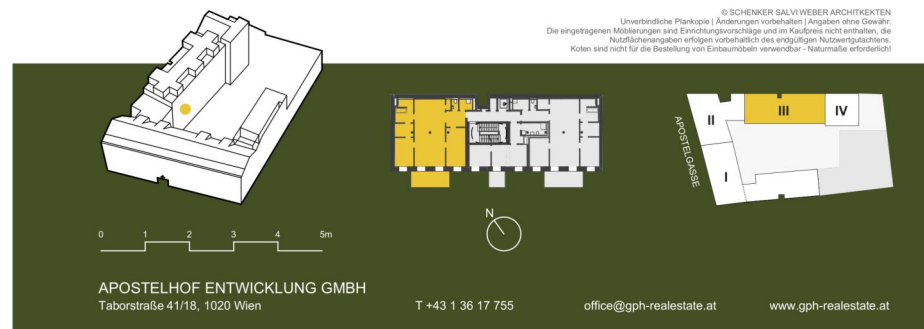 © SCHENKER SALVI WEBER ARCHITKEKTEN
Unverbindliche Plankopie | Änderungen vorbehalten | Angaben ohne Gewähr.
Die eingetragenen Möblierungen sind Einrichtungsvorschläge und im Kaufpreis nicht enthalten, die
Nutzflächenangaben erfolgen vorbehaltlich des endgültigen Nutzwertgutachtens.
Koten sind nicht für die Bestellung von Einbaumöbeln verwendbar - Naturmaße erforderlich!
II
III
IV
APOSTELGASSE
I
N
0 1 2 3 4 5m
APOSTELHOF ENTWICKLUNG GMBH
Taborstraße 41/18, 1020 Wien T +43 1 36 17 755 office@gph-realestate.at www.gph-realestate.at